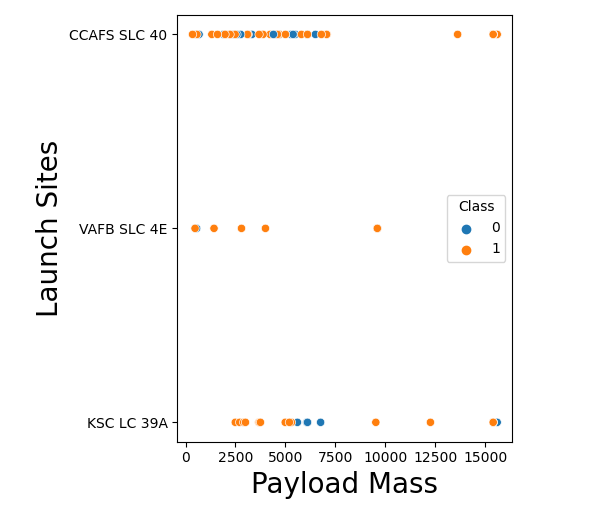 CCAFS SLC 40
VAFB SLC 4E
KSC LC 39A
Launch Sites
Class
0
1
0 2500 5000 7500 10000 12500 15000
Payload Mass